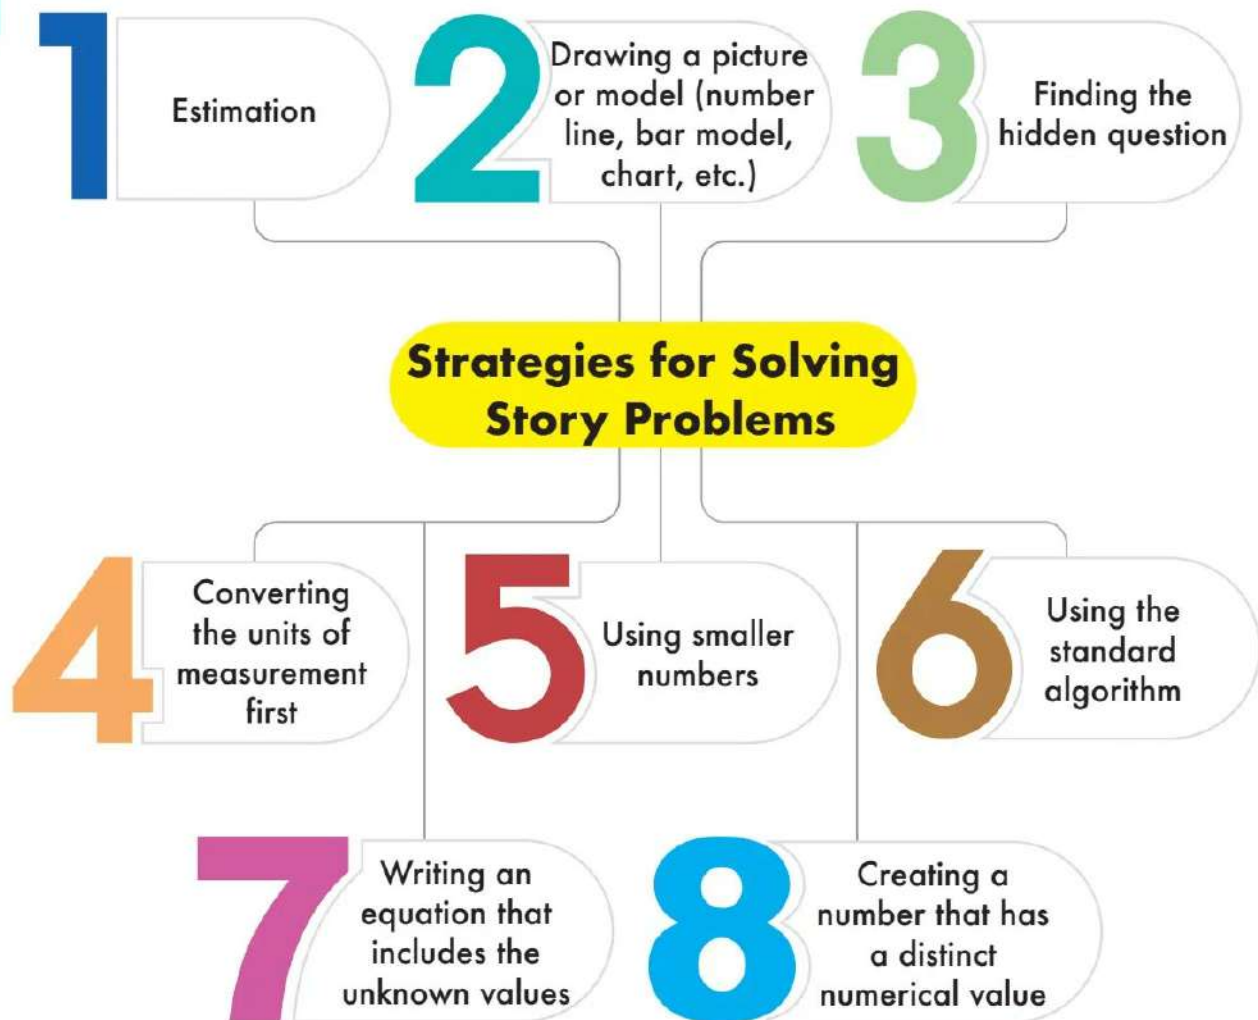 1
Estimation
2
Drawing a picture
or model (number
line, bar model,
chart, etc.)
3
Finding the
hidden question
Strategies for Solving
Story Problems
4
Converting
the units of
measurement
first
5
Using smaller
numbers
6
Using the
standard
algorithm
7
Writing an
equation that
includes the
unknown values
8
Creating a
number that has
a distinct
numerical value